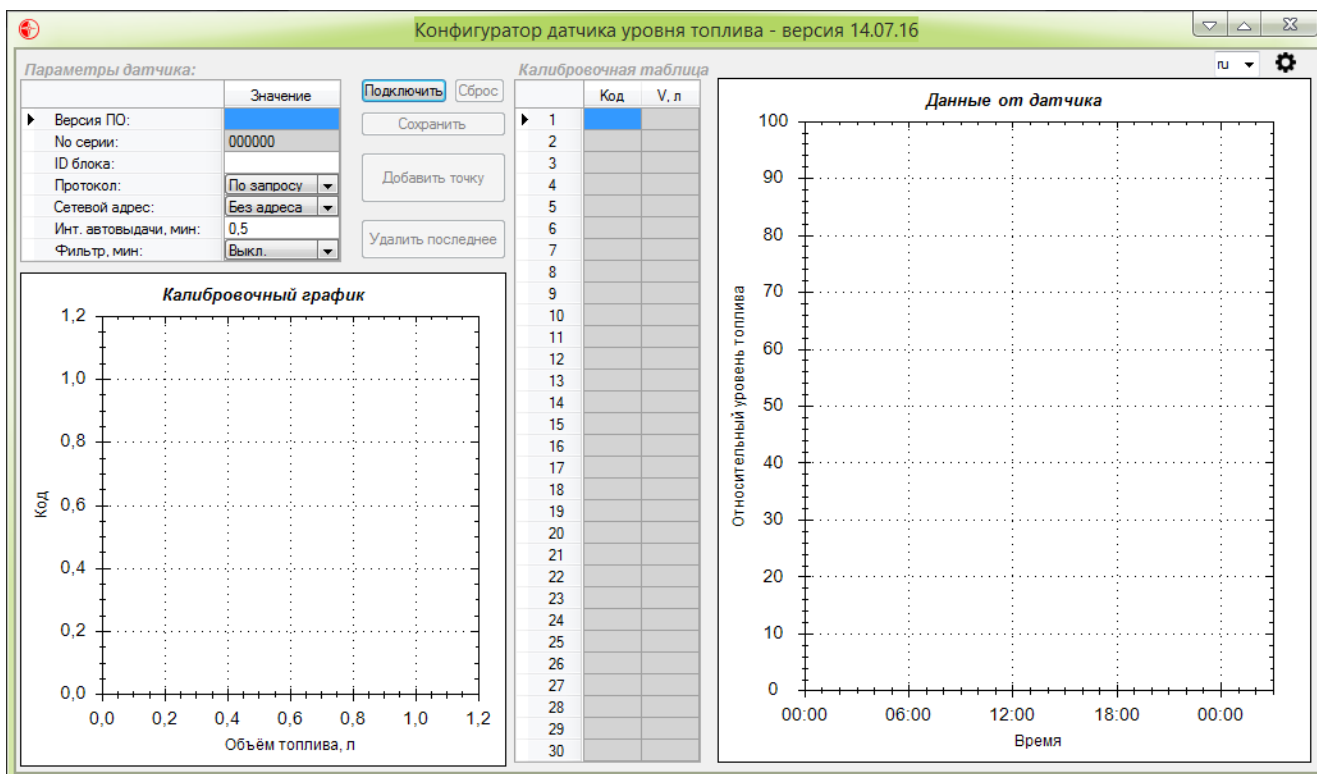 Конфигуратор датчика уровня топлива - версия 14.07.16
ru
Параметры датчика:
Значение
Версия ПО:
No серии: 000000
ID блока:
Протокол: По запросу
Сетевой адрес: Без адреса
Инт. автовыдачи, мин: 0,5
Фильтр, мин: Выкл.
Подключить Сброс
Сохранить
Добавить точку
Удалить последнее
Калибровочный график
1,2
1,0
0,8
0,6
0,4
0,2
0,0
Код
0,0 0,2 0,4 0,6 0,8 1,0 1,2
Объём топлива, л
Калибровочная таблица
Код V, л
1
2
3
4
5
6
7
8
9
10
11
12
13
14
15
16
17
18
19
20
21
22
23
24
25
26
27
28
29
30
Данные от датчика
100
90
80
70
60
50
40
30
20
10
0
Относительный уровень топлива
00:00 06:00 12:00 18:00 00:00
Время